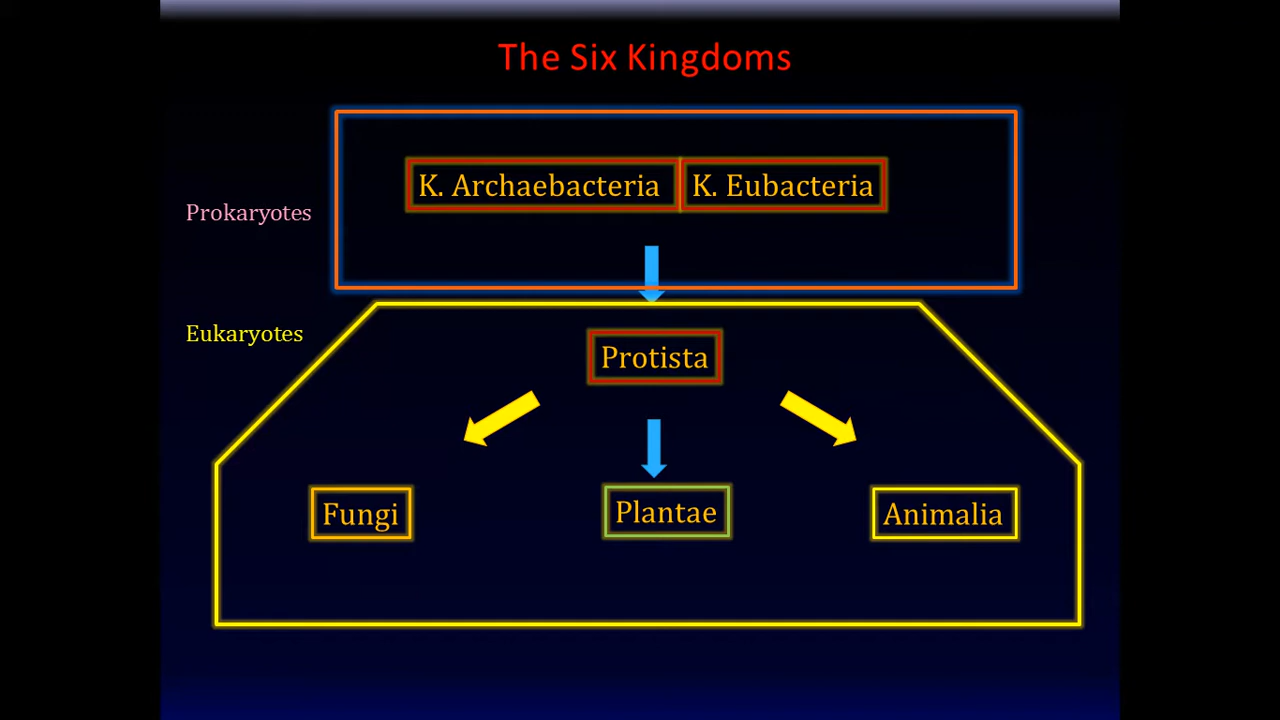 The Six Kingdoms
K. Archaebacteria K. Eubacteria
Prokaryotes
Eukaryotes
Protista
Fungi Plantae Animalia